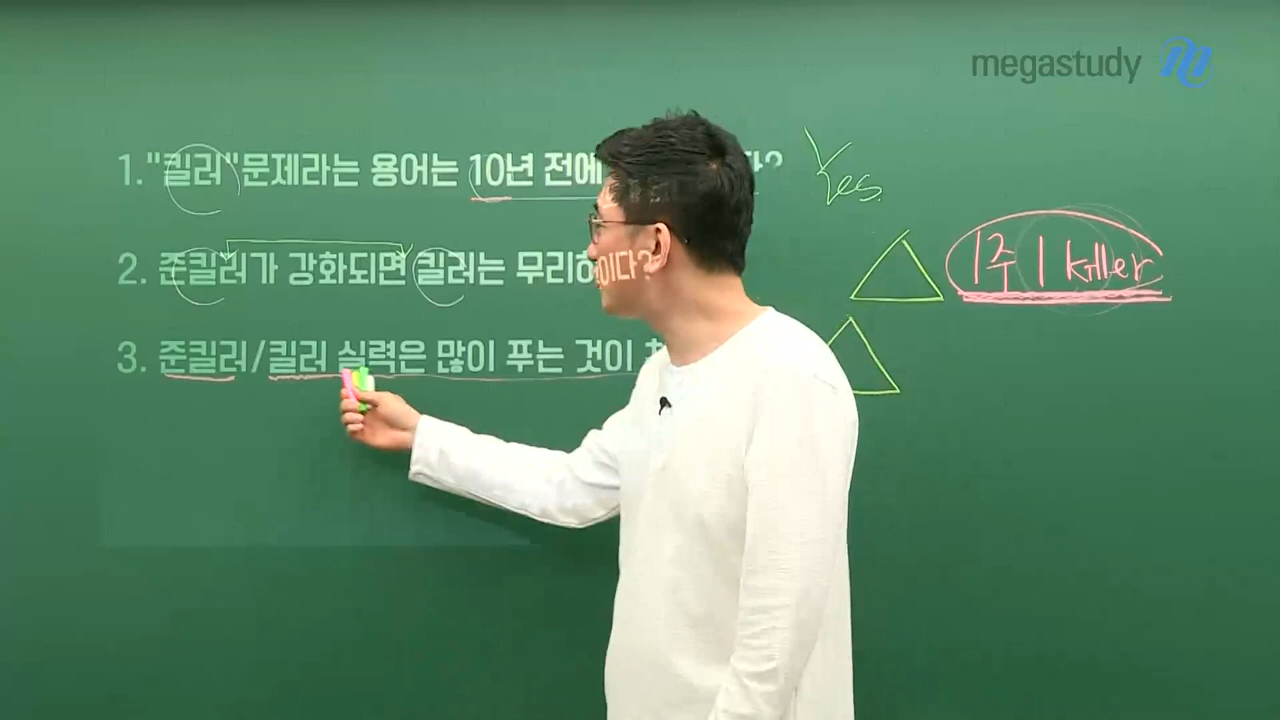 megastudy
1."킬러"문제라는 용어는 10년 전에
Yes.
2. 준킬러가 강화되면 킬러는 무리하 이다?
1주 1 killer
3. 준킬러/킬러 실력은 많이 푸는 것이